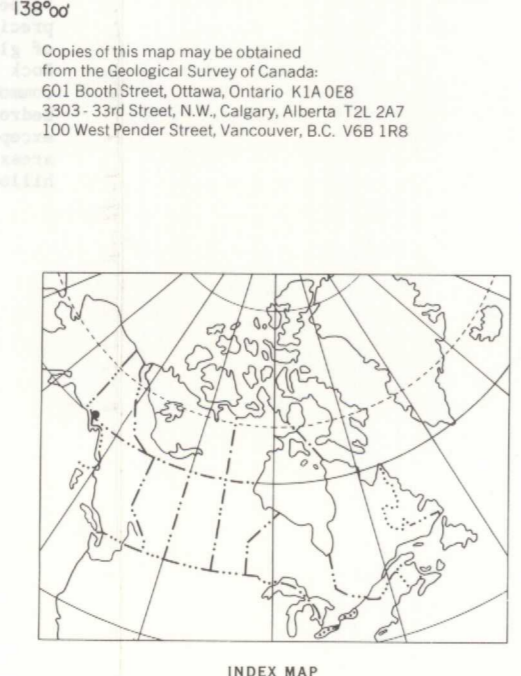 138°00'
Copies of this map may be obtained
from the Geological Survey of Canada:
601 Booth Street, Ottawa, Ontario K1A 0E8
3303 - 33rd Street, N.W., Calgary, Alberta T2L 2A7
100 West Pender Street, Vancouver, B.C. V6B 1R8
INDEX MAP